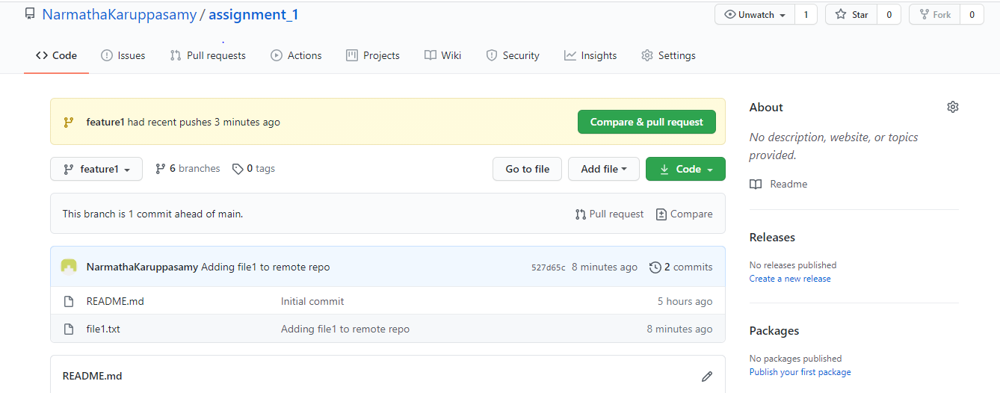 NarmathaKaruppasamy / assignment_1
Unwatch 1 Star 0 Fork 0
Code Issues Pull requests Actions Projects Wiki Security Insights Settings
feature1 had recent pushes 3 minutes ago Compare & pull request
feature1 6 branches 0 tags Go to file Add file Code
This branch is 1 commit ahead of main. Pull request Compare
NarmathaKaruppasamy Adding file1 to remote repo 527d65c 8 minutes ago 2 commits
README.md Initial commit 5 hours ago
file1.txt Adding file1 to remote repo 8 minutes ago
README.md
About
No description, website, or topics
provided.
Readme
Releases
No releases published
Create a new release
Packages
No packages published
Publish your first package